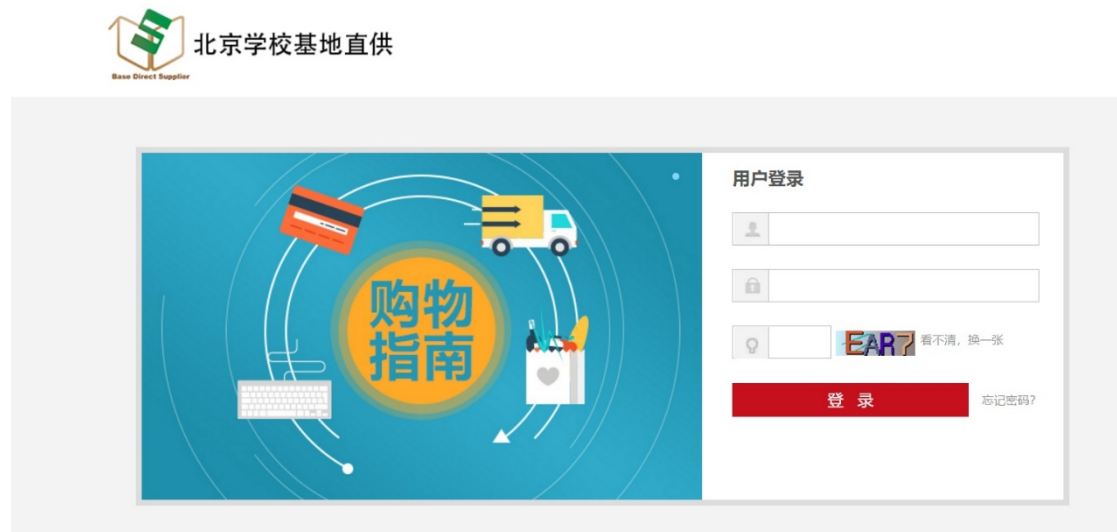 北京学校基地直供
Base Direct Supplier
购物
指南
用户登录
EAR7
看不清，换一张
登 录
忘记密码?